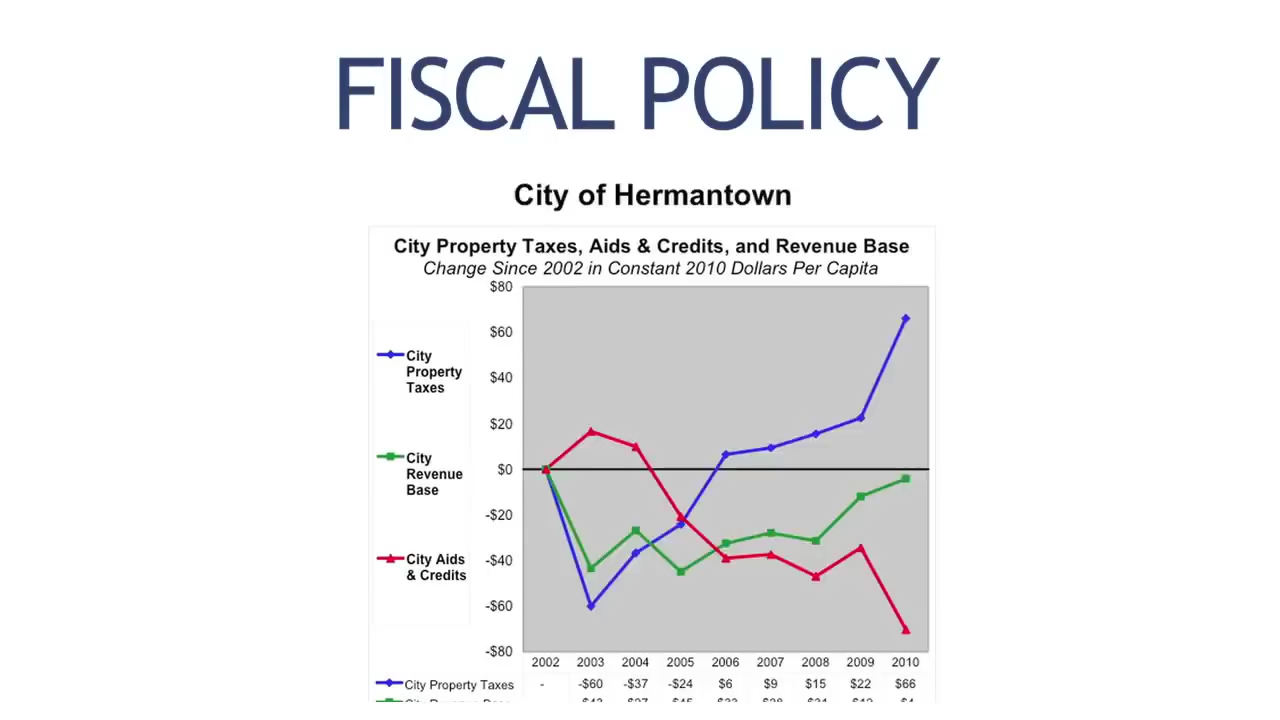 FISCAL POLICY
City of Hermantown
City Property Taxes, Aids & Credits, and Revenue Base
Change Since 2002 in Constant 2010 Dollars Per Capita
$80
$60
$40
$20
$0
-$20
-$40
-$60
-$80
City
Property
Taxes
City
Revenue
Base
City Aids
& Credits
2002 2003 2004 2005 2006 2007 2008 2009 2010
City Property Taxes - -$60 -$37 -$24 $6 $9 $15 $22 $66